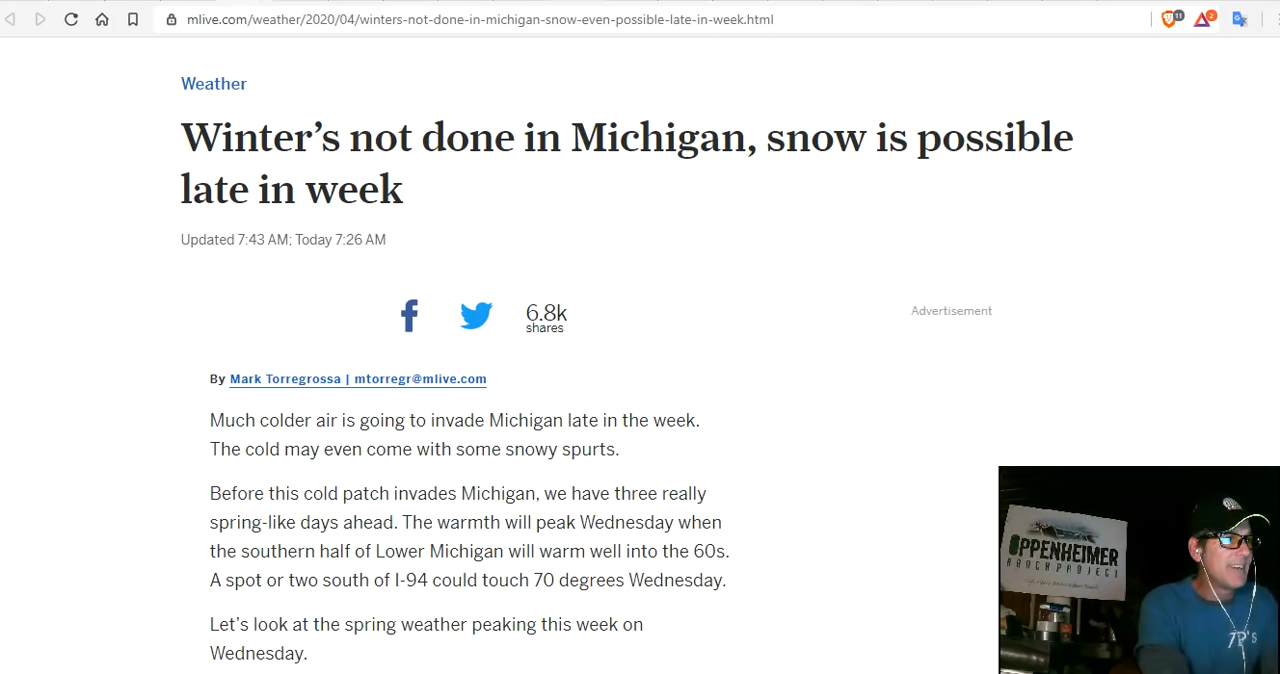 mlive.com/weather/2020/04/winters-not-done-in-michigan-snow-even-possible-late-in-week.html
11
2
Weather
Winter's not done in Michigan, snow is possible
late in week
Updated 7:43 AM; Today 7:26 AM
6.8k
shares
Advertisement
By Mark Torregrossa | mtorregr@mlive.com
Much colder air is going to invade Michigan late in the week.
The cold may even come with some snowy spurts.
Before this cold patch invades Michigan, we have three really
spring-like days ahead. The warmth will peak Wednesday when
the southern half of Lower Michigan will warm well into the 60s.
A spot or two south of I-94 could touch 70 degrees Wednesday.
Let's look at the spring weather peaking this week on
Wednesday.
OPPENHEIMER
RANCH PROJECT
7P's